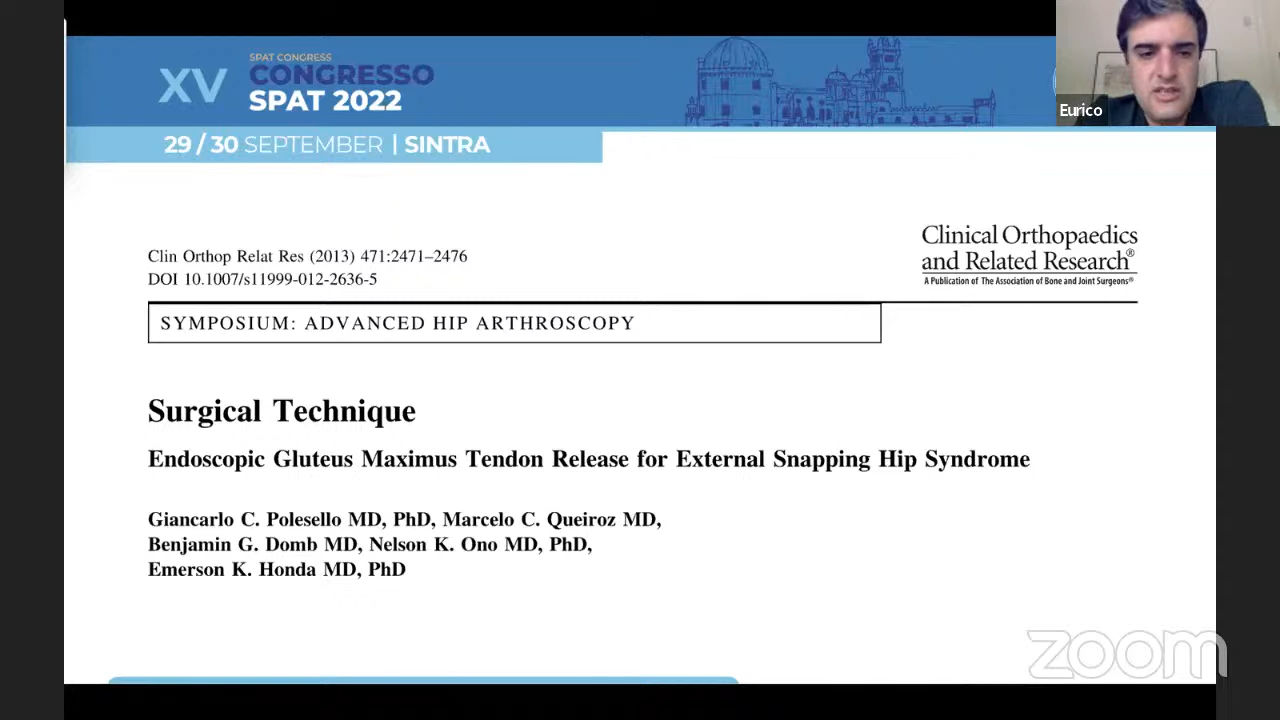 SPAT CONGRESS
XV CONGRESSO
SPAT 2022
29 / 30 SEPTEMBER | SINTRA
Eurico
Clin Orthop Relat Res (2013) 471:2471–2476
DOI 10.1007/s11999-012-2636-5
Clinical Orthopaedics
and Related Research®
A Publication of The Association of Bone and Joint Surgeons®
SYMPOSIUM: ADVANCED HIP ARTHROSCOPY
Surgical Technique
Endoscopic Gluteus Maximus Tendon Release for External Snapping Hip Syndrome
Giancarlo C. Polesello MD, PhD, Marcelo C. Queiroz MD,
Benjamin G. Domb MD, Nelson K. Ono MD, PhD,
Emerson K. Honda MD, PhD
zoom